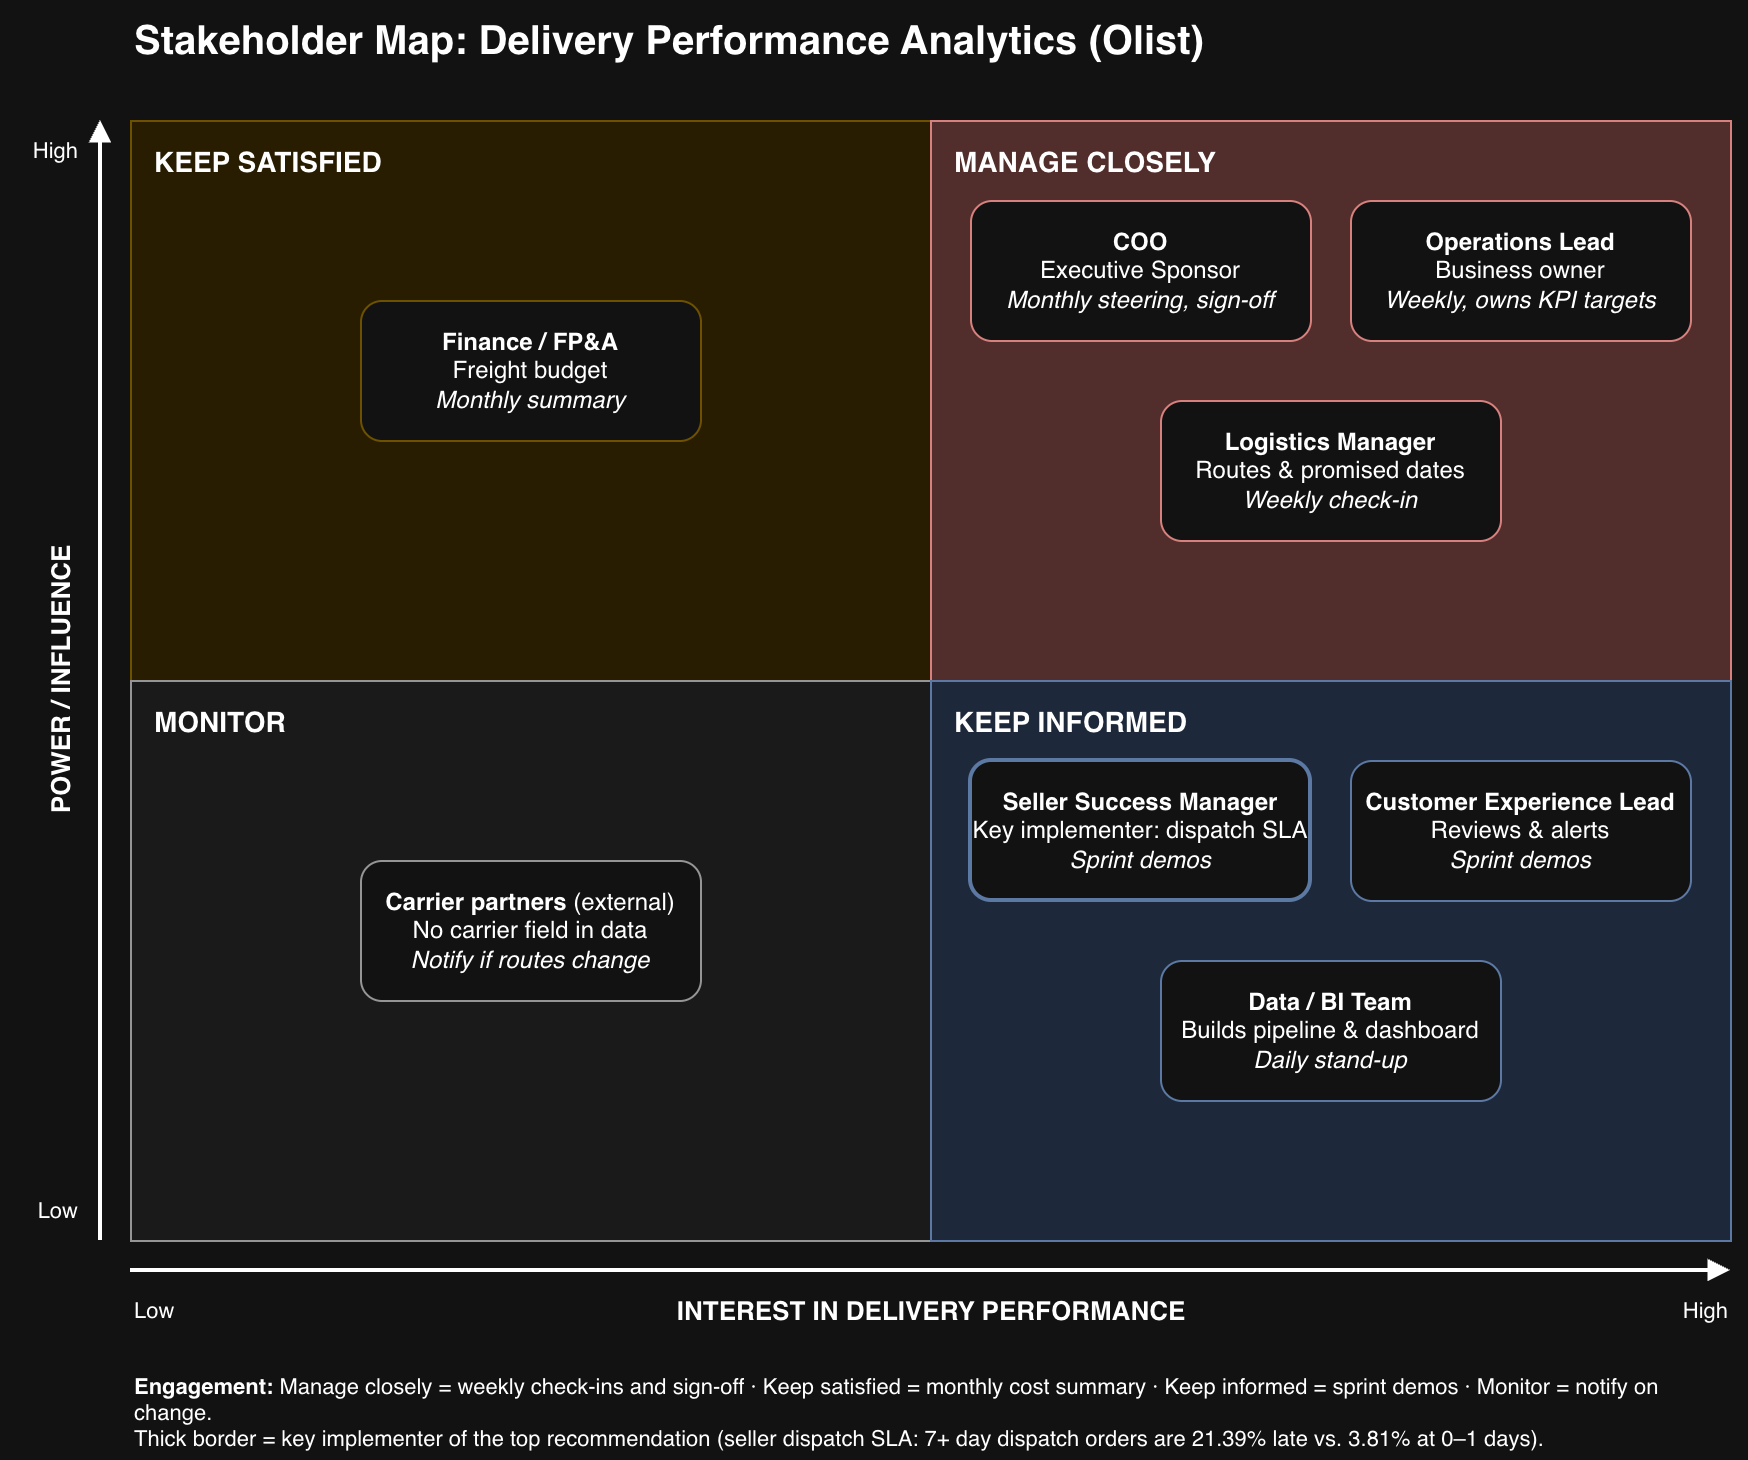 Stakeholder Map: Delivery Performance Analytics (Olist)
High
KEEP SATISFIED
Finance / FP&A
Freight budget
Monthly summary
MANAGE CLOSELY
COO
Executive Sponsor
Monthly steering, sign-off
Operations Lead
Business owner
Weekly, owns KPI targets
Logistics Manager
Routes & promised dates
Weekly check-in
POWER / INFLUENCE
MONITOR
Carrier partners (external)
No carrier field in data
Notify if routes change
KEEP INFORMED
Seller Success Manager
Key implementer: dispatch SLA
Sprint demos
Customer Experience Lead
Reviews & alerts
Sprint demos
Data / BI Team
Builds pipeline & dashboard
Daily stand-up
Low
Low
INTEREST IN DELIVERY PERFORMANCE
High
Engagement: Manage closely = weekly check-ins and sign-off · Keep satisfied = monthly cost summary · Keep informed = sprint demos · Monitor = notify on
change.
Thick border = key implementer of the top recommendation (seller dispatch SLA: 7+ day dispatch orders are 21.39% late vs. 3.81% at 0–1 days).